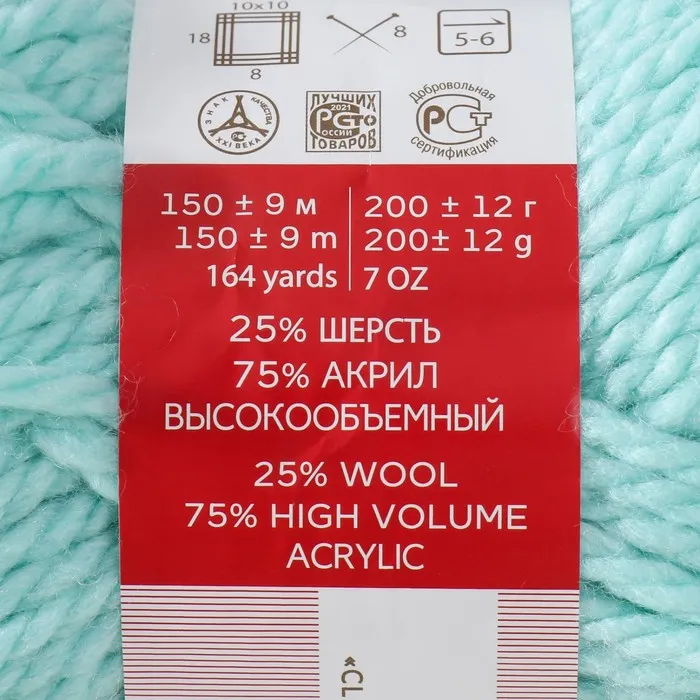 10x10
18
8
8
5-6
ЗНАК КАЧЕСТВА
XXI ВЕКА
ЛУЧШИХ
2021
РОССИИ
ТОВАРОВ
Добровольная
РСТ
сертификация
150 ± 9 м
200 ± 12 г
150 ± 9 m
200± 12 g
164 yards
7 OZ
25% ШЕРСТЬ
75% АКРИЛ
ВЫСОКООБЪЕМНЫЙ
25% WOOL
75% HIGH VOLUME
ACRYLIC
«CL